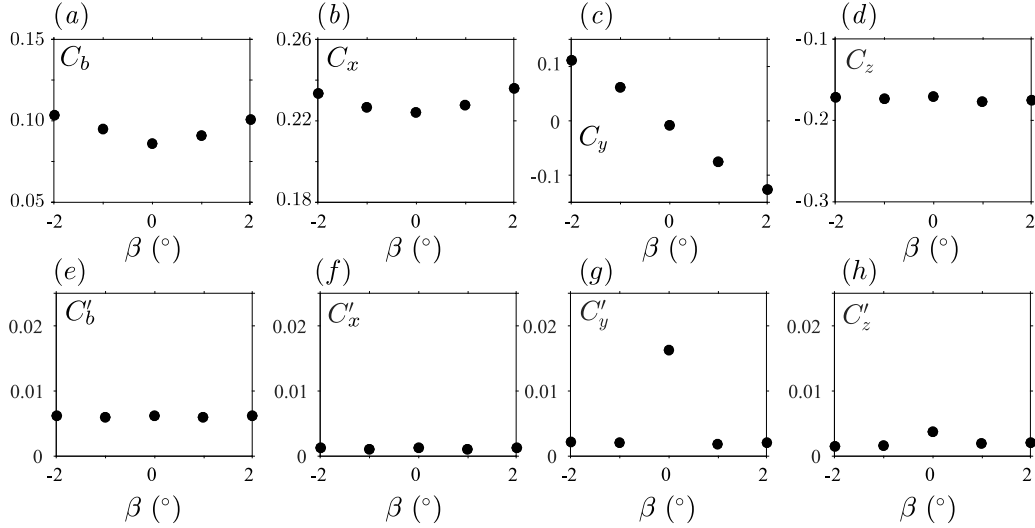 (a) (b) (c) (d)
0.15 0.26 0.1 -0.1
C_b C_x C_y C_z
0.10 0.22 0 -0.2
0.05 0.18 -0.1 -0.3
-2 0 2 -2 0 2 -2 0 2 -2 0 2
β (°) β (°) β (°) β (°)
(e) (f) (g) (h)
C′_b C′_x C′_y C′_z
0.02 0.02 0.02 0.02
0.01 0.01 0.01 0.01
0 0 0 0
-2 0 2 -2 0 2 -2 0 2 -2 0 2
β (°) β (°) β (°) β (°)